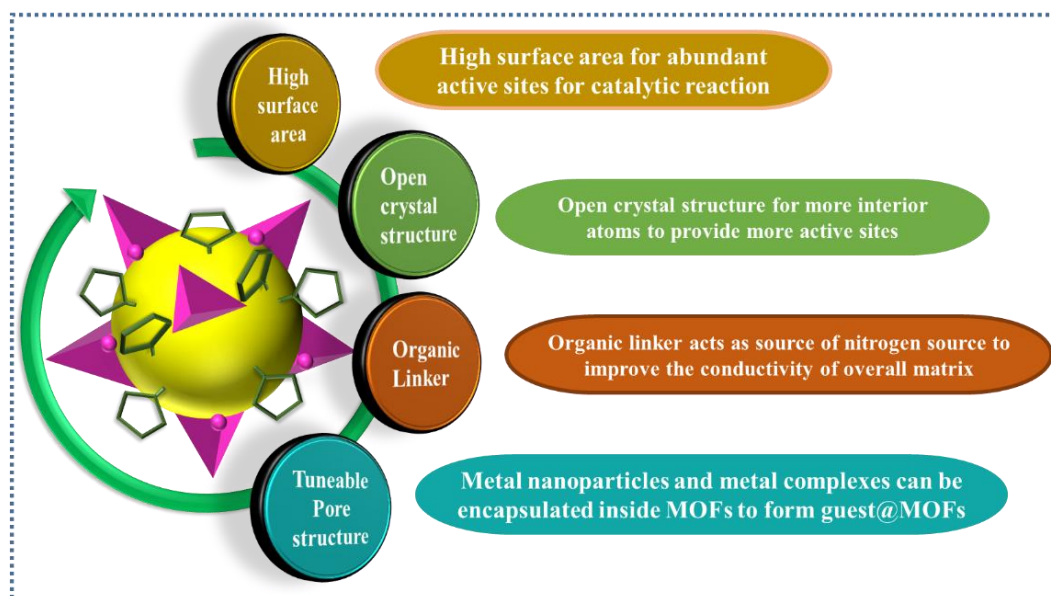 High
surface
area
High surface area for abundant
active sites for catalytic reaction
Open
crystal
structure
Open crystal structure for more interior
atoms to provide more active sites
Organic
Linker
Organic linker acts as source of nitrogen source to
improve the conductivity of overall matrix
Tuneable
Pore
structure
Metal nanoparticles and metal complexes can be
encapsulated inside MOFs to form guest@MOFs